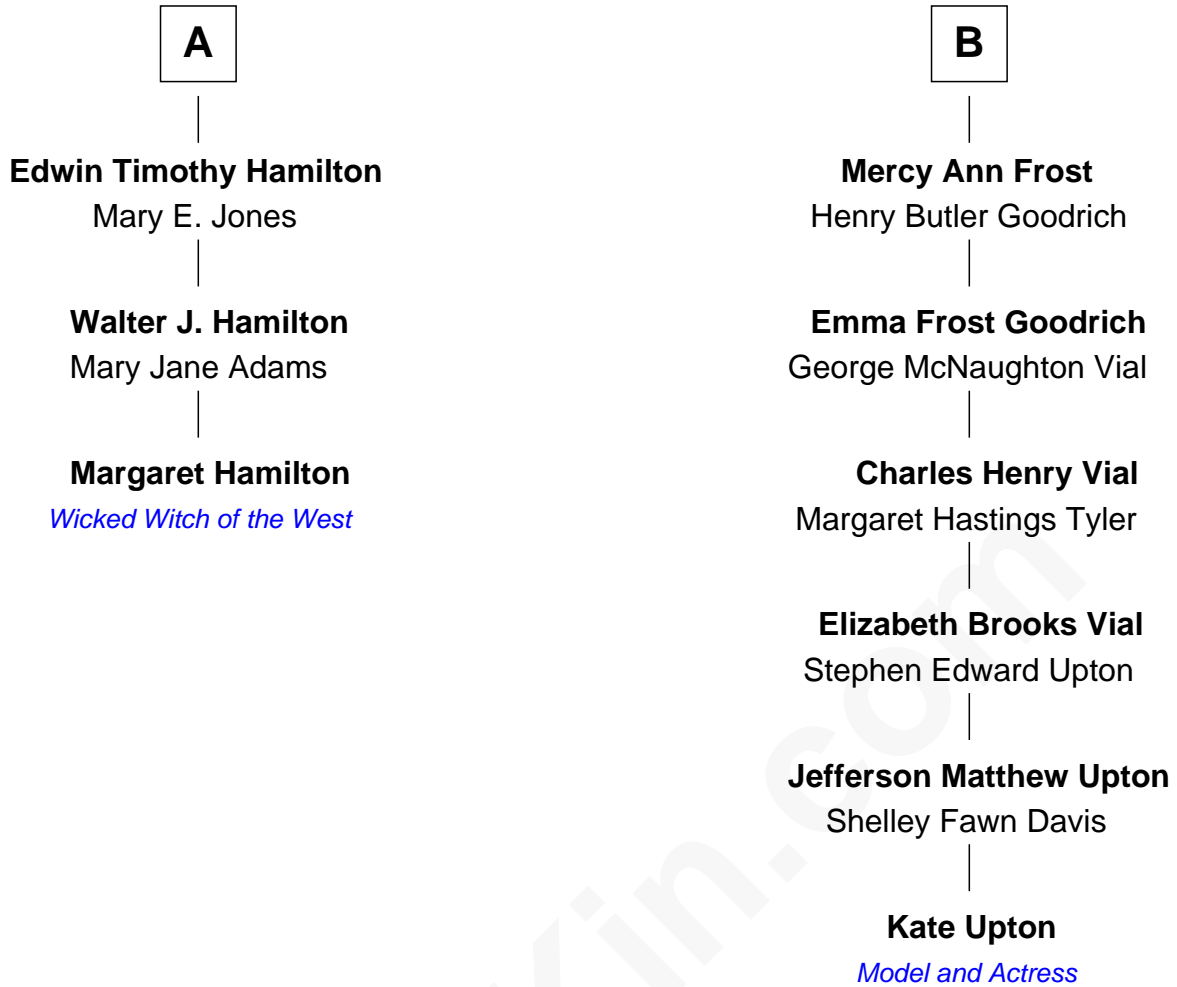 A
Edwin Timothy Hamilton
Mary E. Jones
Walter J. Hamilton
Mary Jane Adams
Margaret Hamilton
Wicked Witch of the West
B
Mercy Ann Frost
Henry Butler Goodrich
Emma Frost Goodrich
George McNaughton Vial
Charles Henry Vial
Margaret Hastings Tyler
Elizabeth Brooks Vial
Stephen Edward Upton
Jefferson Matthew Upton
Shelley Fawn Davis
Kate Upton
Model and Actress
Kin.com